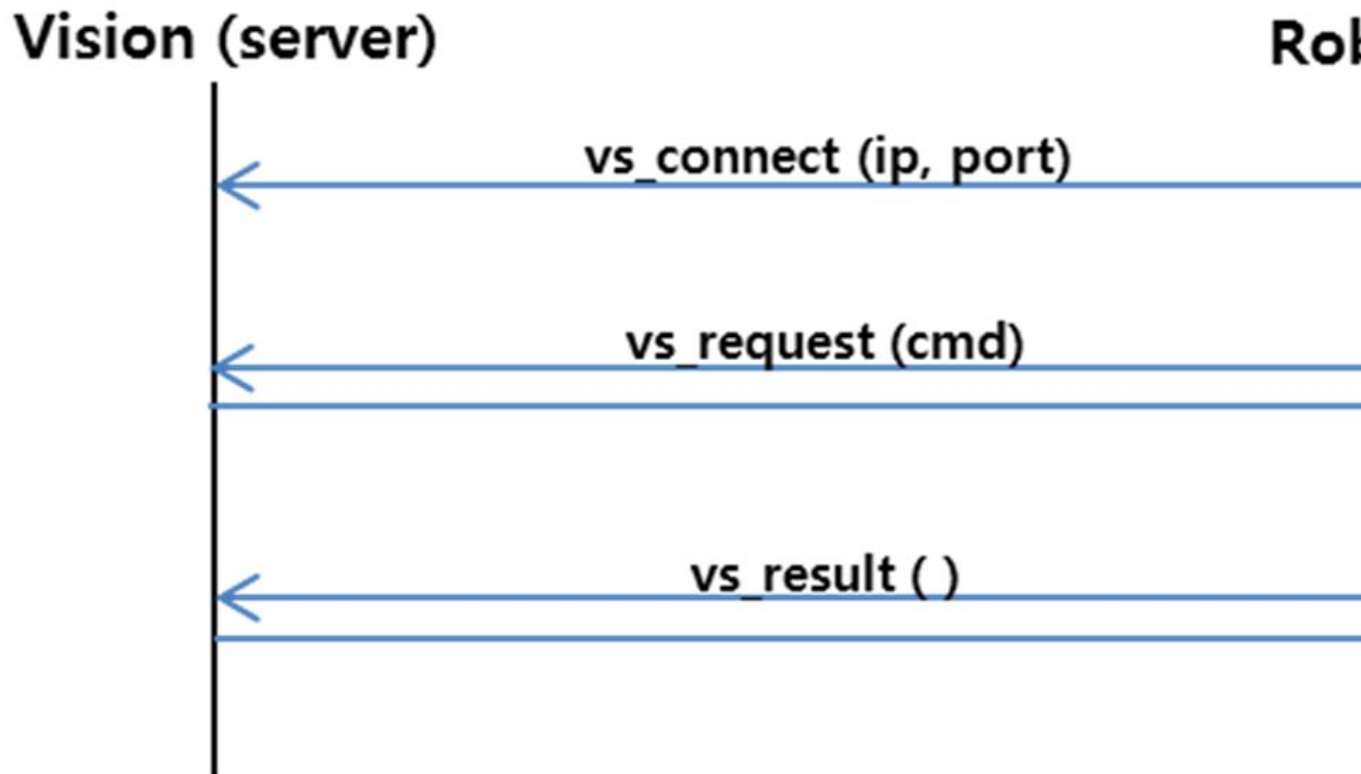 Vision (server)
vs_connect (ip, port)
vs_request (cmd)
vs_result ( )